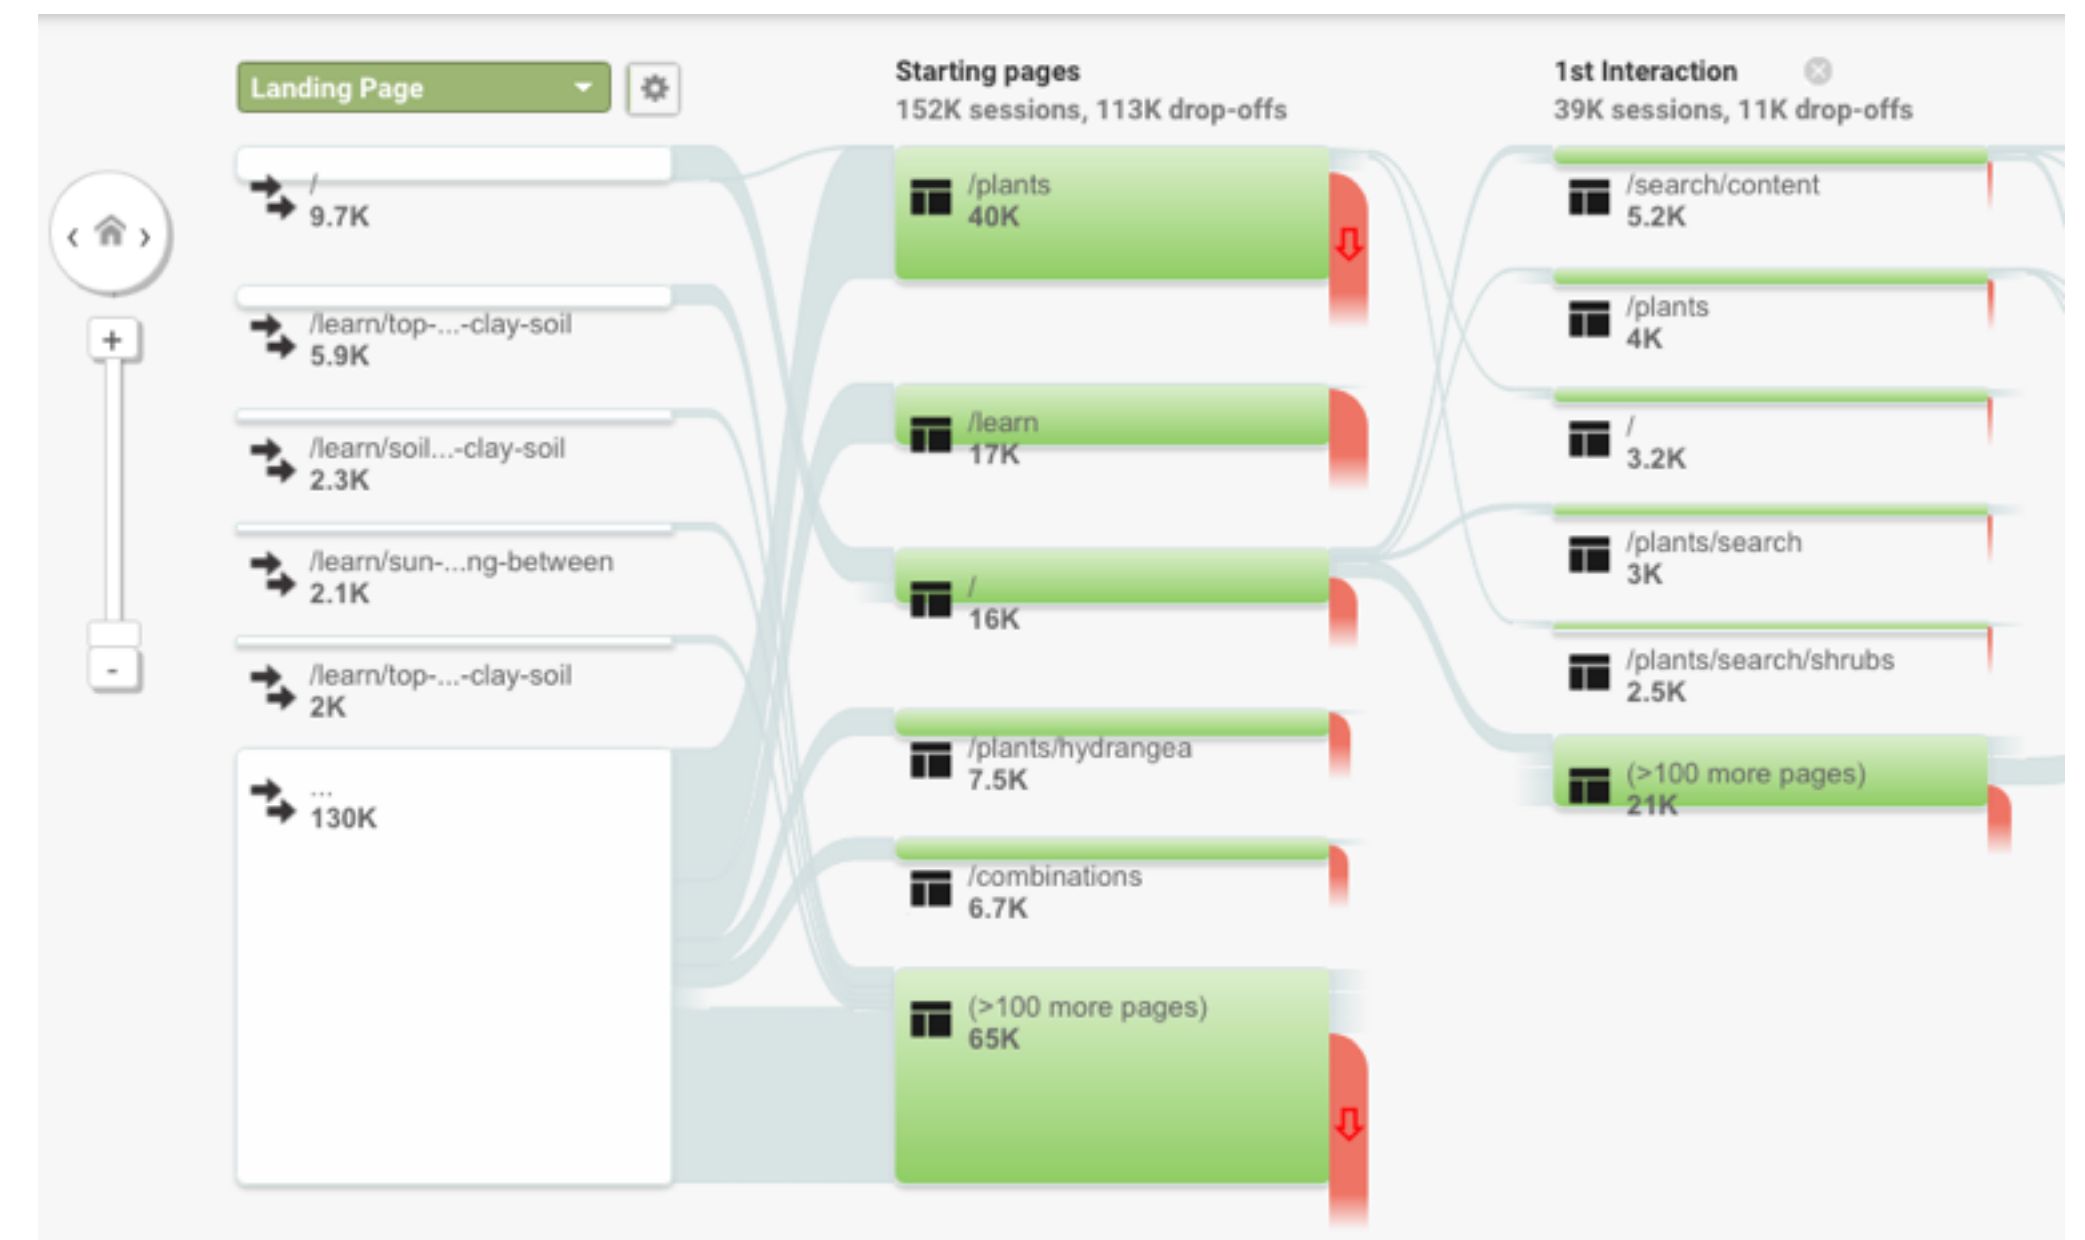 Landing Page
/
9.7K
/learn/top-...-clay-soil
5.9K
/learn/soil...-clay-soil
2.3K
/learn/sun-...ng-between
2.1K
/learn/top-...-clay-soil
2K
...
130K
+
-
Starting pages
152K sessions, 113K drop-offs
/plants
40K
/learn
17K
/
16K
/plants/hydrangea
7.5K
/combinations
6.7K
(>100 more pages)
65K
1st Interaction
39K sessions, 11K drop-offs
/search/content
5.2K
/plants
4K
/
3.2K
/plants/search
3K
/plants/search/shrubs
2.5K
(>100 more pages)
21K